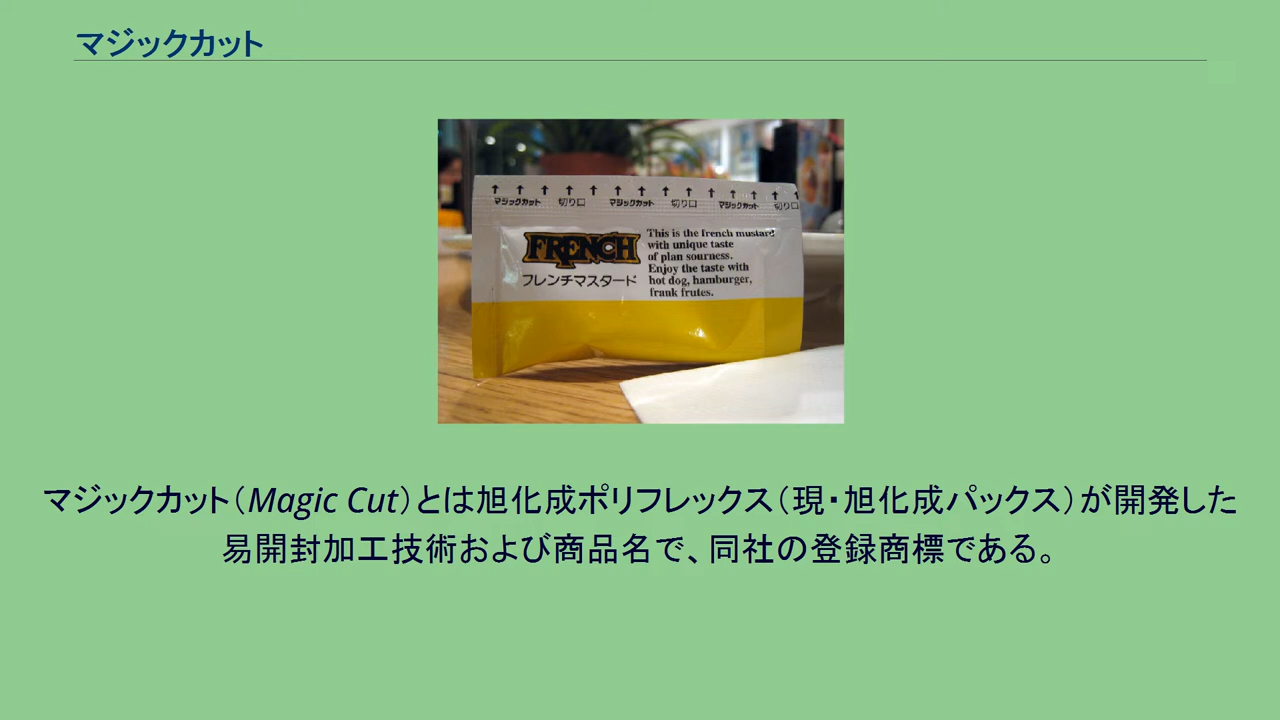 マジックカット
マジックカット 切り口 マジックカット 切り口 マジックカット 切り口
FRENCH
フレンチマスタード
This is the french mustard
with unique taste
of plan sourness.
Enjoy the taste with
hot dog, hamburger,
frank frutes.
マジックカット（Magic Cut）とは旭化成ポリフレックス（現・旭化成パックス）が開発した
易開封加工技術および商品名で、同社の登録商標である。